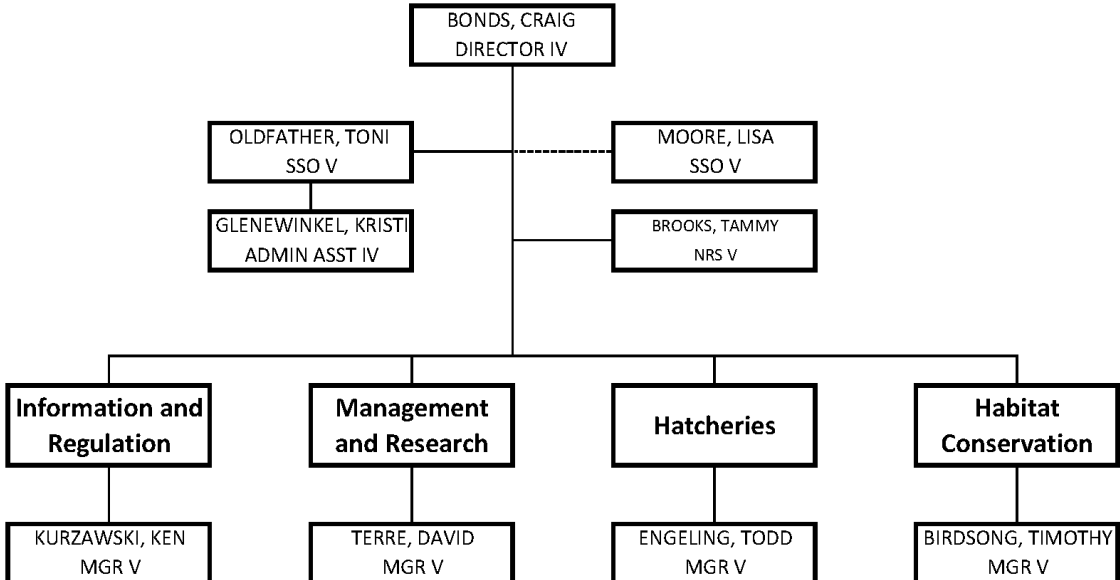 BONDS, CRAIG
DIRECTOR IV
OLDFATHER, TONI
SSO V
MOORE, LISA
SSO V
GLENEWINKEL, KRISTI
ADMIN ASST IV
BROOKS, TAMMY
NRS V
Information and
Regulation
Management
and Research
Hatcheries
Habitat
Conservation
KURZAWSKI, KEN
MGR V
TERRE, DAVID
MGR V
ENGELING, TODD
MGR V
BIRDSONG, TIMOTHY
MGR V